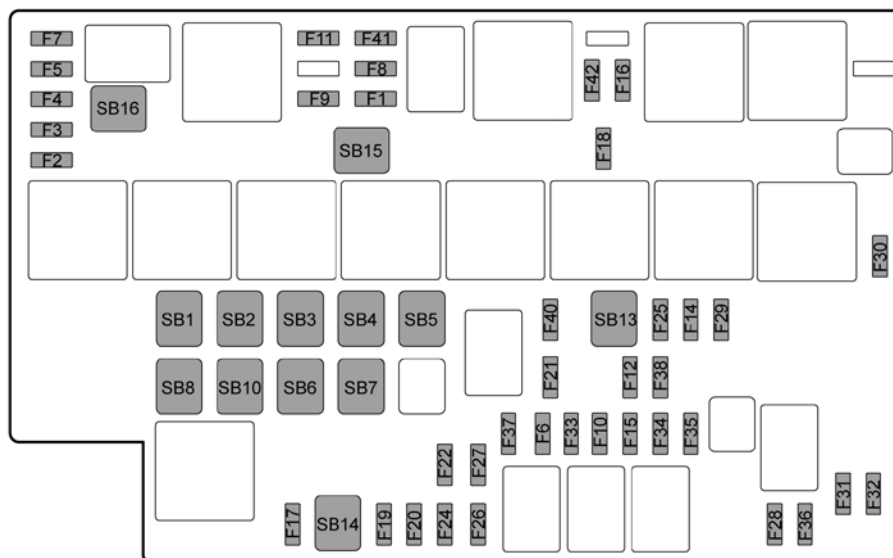 F7 F11 F41
F5 F8 F42 F16
F4 SB16 F9 F1
F3 SB15 F18
F2
F30
SB1 SB2 SB3 SB4 SB5 F40 SB13 F25 F14 F29
SB8 SB10 SB6 SB7 F21 F12 F38
F37 F6 F33 F10 F15 F34 F35
F22 F27
F31 F32
F17 SB14 F19 F20 F24 F26 F28 F36